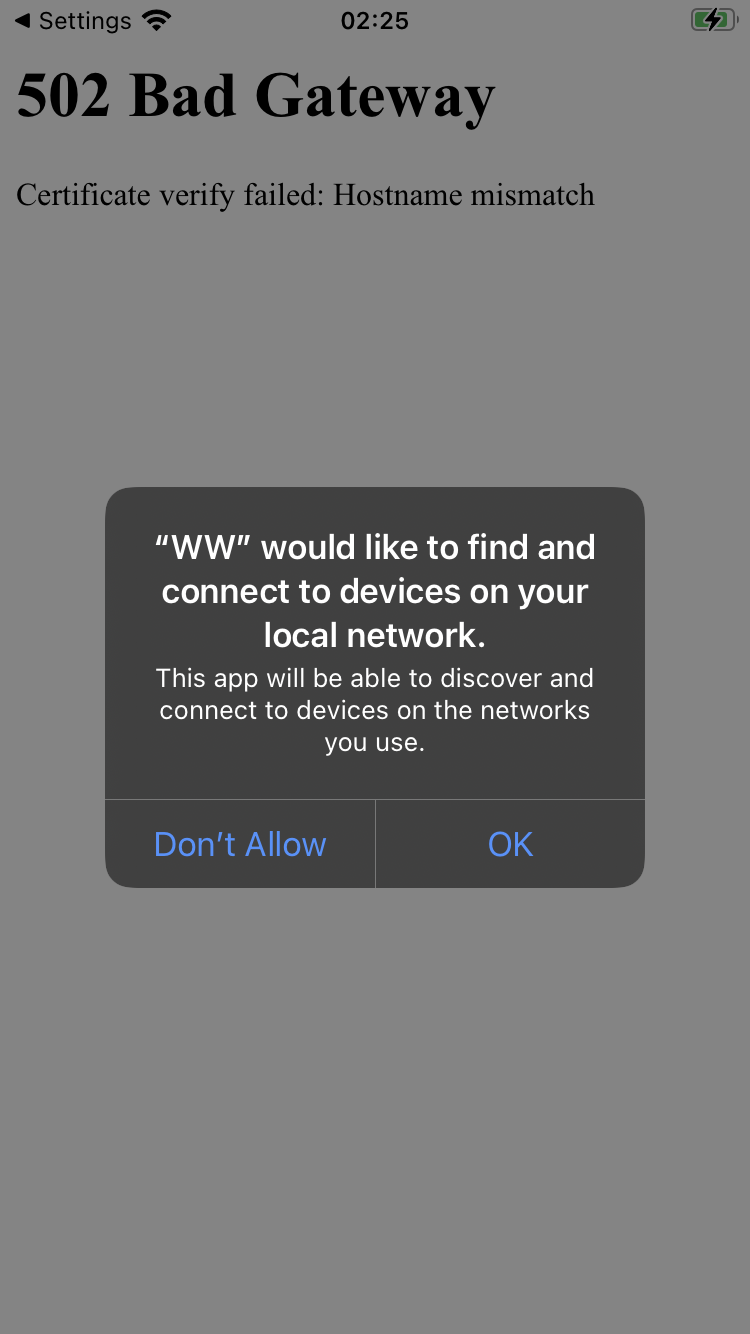 ◀ Settings 02:25
502 Bad Gateway
Certificate verify failed: Hostname mismatch
“WW” would like to find and
connect to devices on your
local network.
This app will be able to discover and
connect to devices on the networks
you use.
Don’t Allow OK